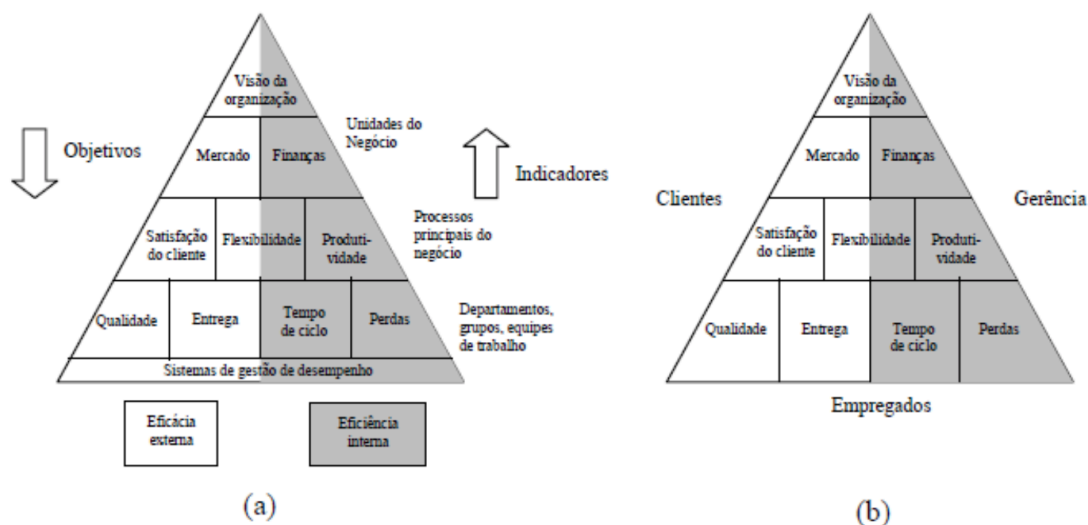 Visão da
organização
Mercado
Finanças
Satisfação
do cliente
Flexibilidade
Produti-
vidade
Qualidade
Entrega
Tempo
de ciclo
Perdas
Sistemas de gestão de desempenho
Objetivos
Unidades do
Negócio
Indicadores
Processos
principais do
negócio
Departamentos,
grupos, equipes
de trabalho
Eficácia
externa
Eficiência
interna
(a)
Visão da
organização
Mercado
Finanças
Clientes
Gerência
Satisfação
do cliente
Flexibilidade
Produti-
vidade
Qualidade
Entrega
Tempo
de ciclo
Perdas
Empregados
(b)